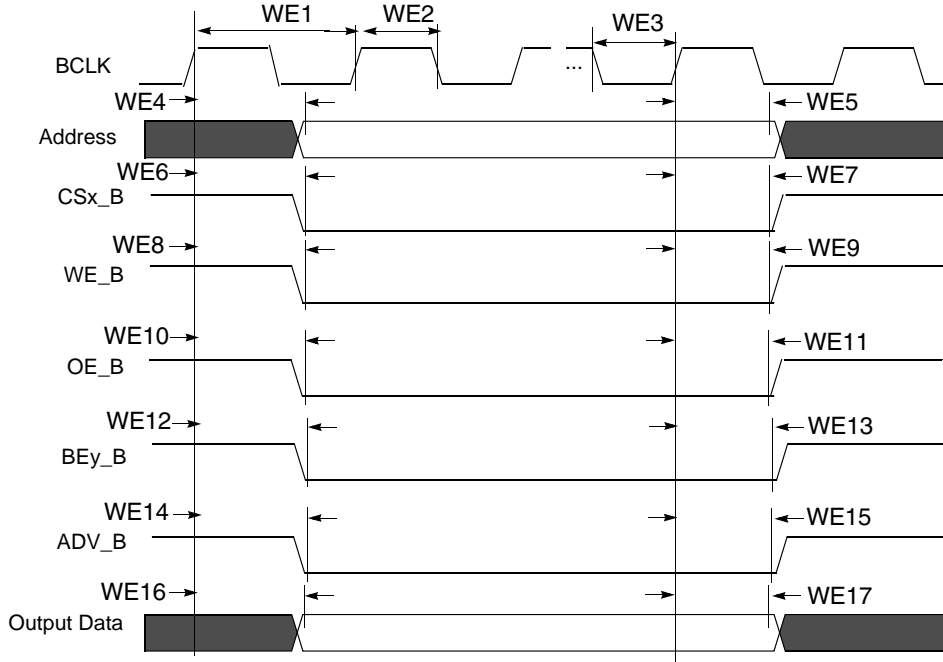 WE1
WE2
WE3
BCLK
...
WE4
WE5
Address
WE6
WE7
CSx_B
WE8
WE9
WE_B
WE10
WE11
OE_B
WE12
WE13
BEy_B
WE14
WE15
ADV_B
WE16
WE17
Output Data